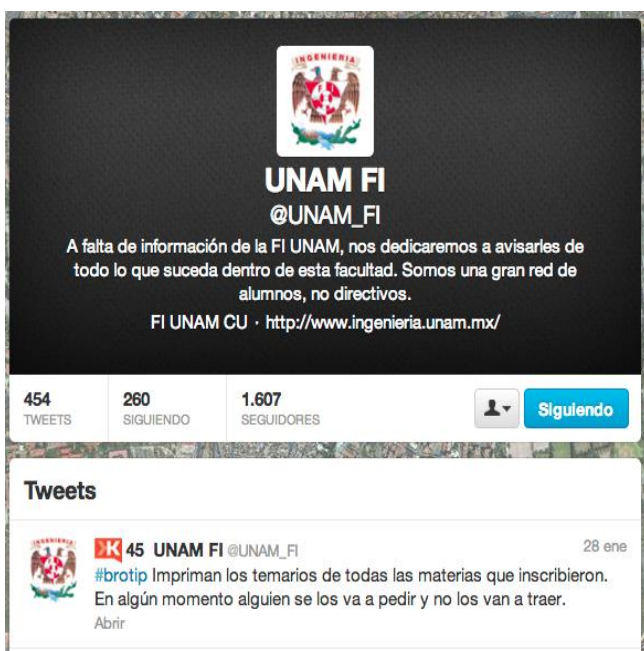 INGENIERIA
UNAM FI
@UNAM_FI
A falta de información de la FI UNAM, nos dedicaremos a avisarles de
todo lo que suceda dentro de esta facultad. Somos una gran red de
alumnos, no directivos.
FI UNAM CU · http://www.ingenieria.unam.mx/
454
TWEETS
260
SIGUIENDO
1.607
SEGUIDORES
Siguiendo
Tweets
K 45 UNAM FI @UNAM_FI 28 ene
#brotip Impriman los temarios de todas las materias que inscribieron.
En algún momento alguien se los va a pedir y no los van a traer.
Abrir